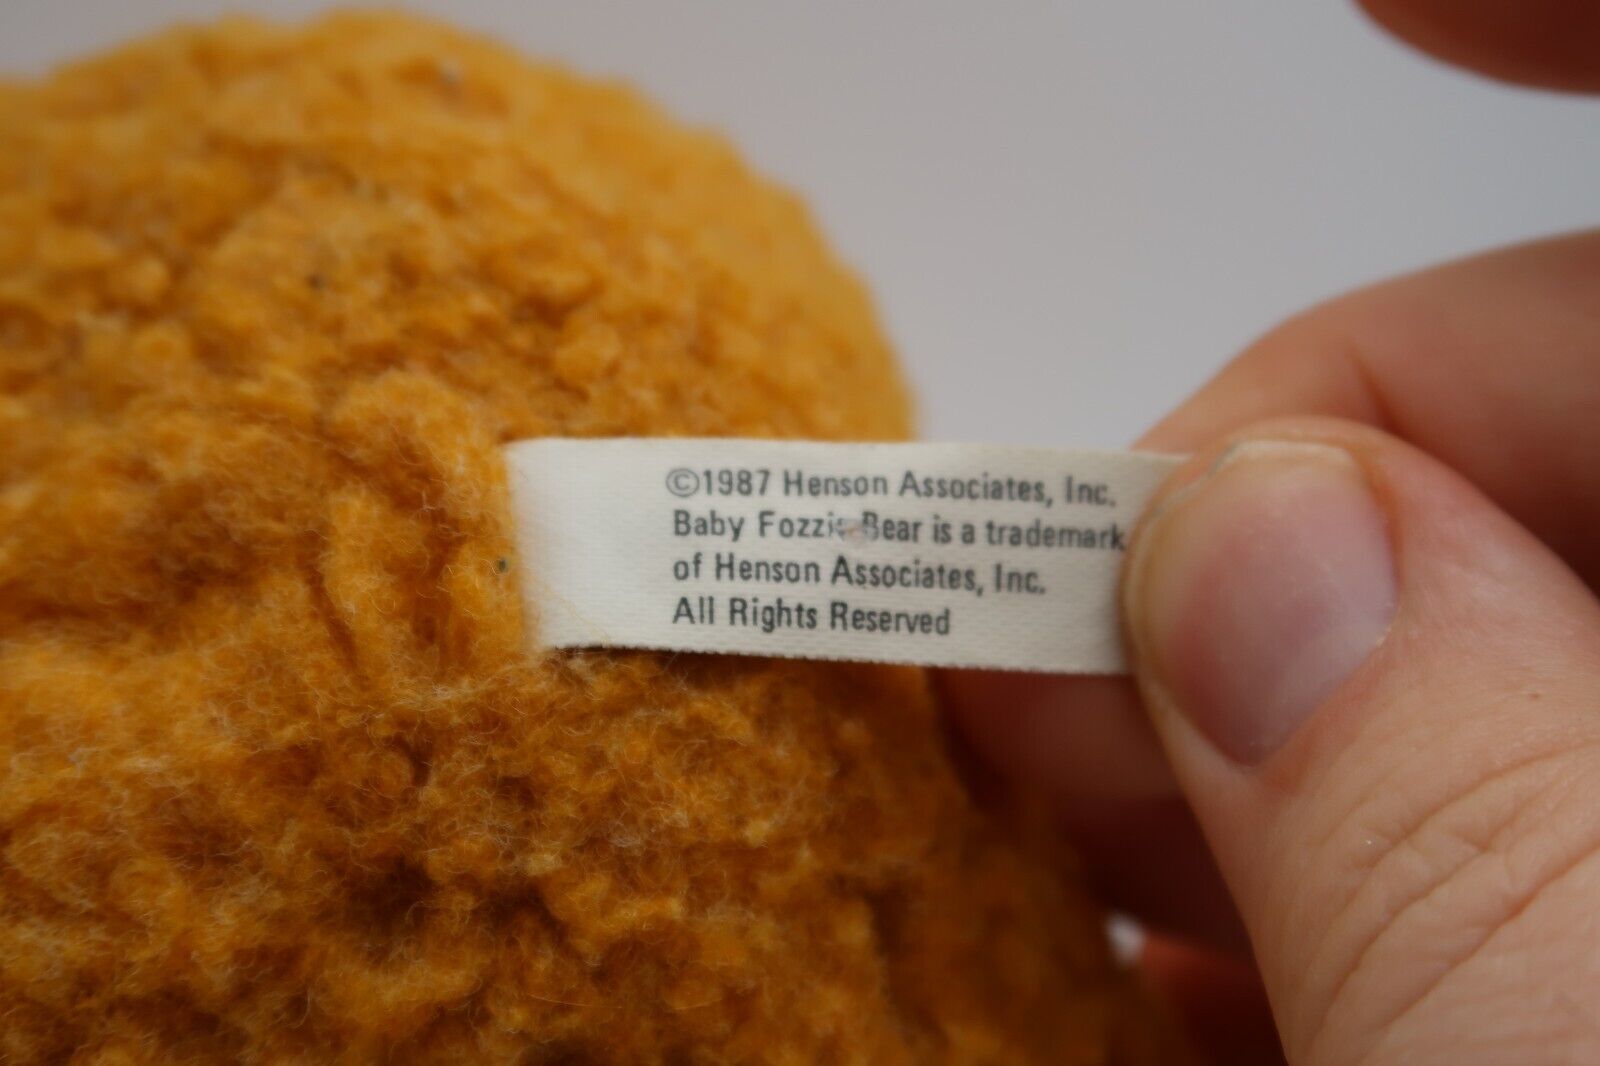 ©1987 Henson Associates, Inc.
Baby Fozzie Bear is a trademark
of Henson Associates, Inc.
All Rights Reserved